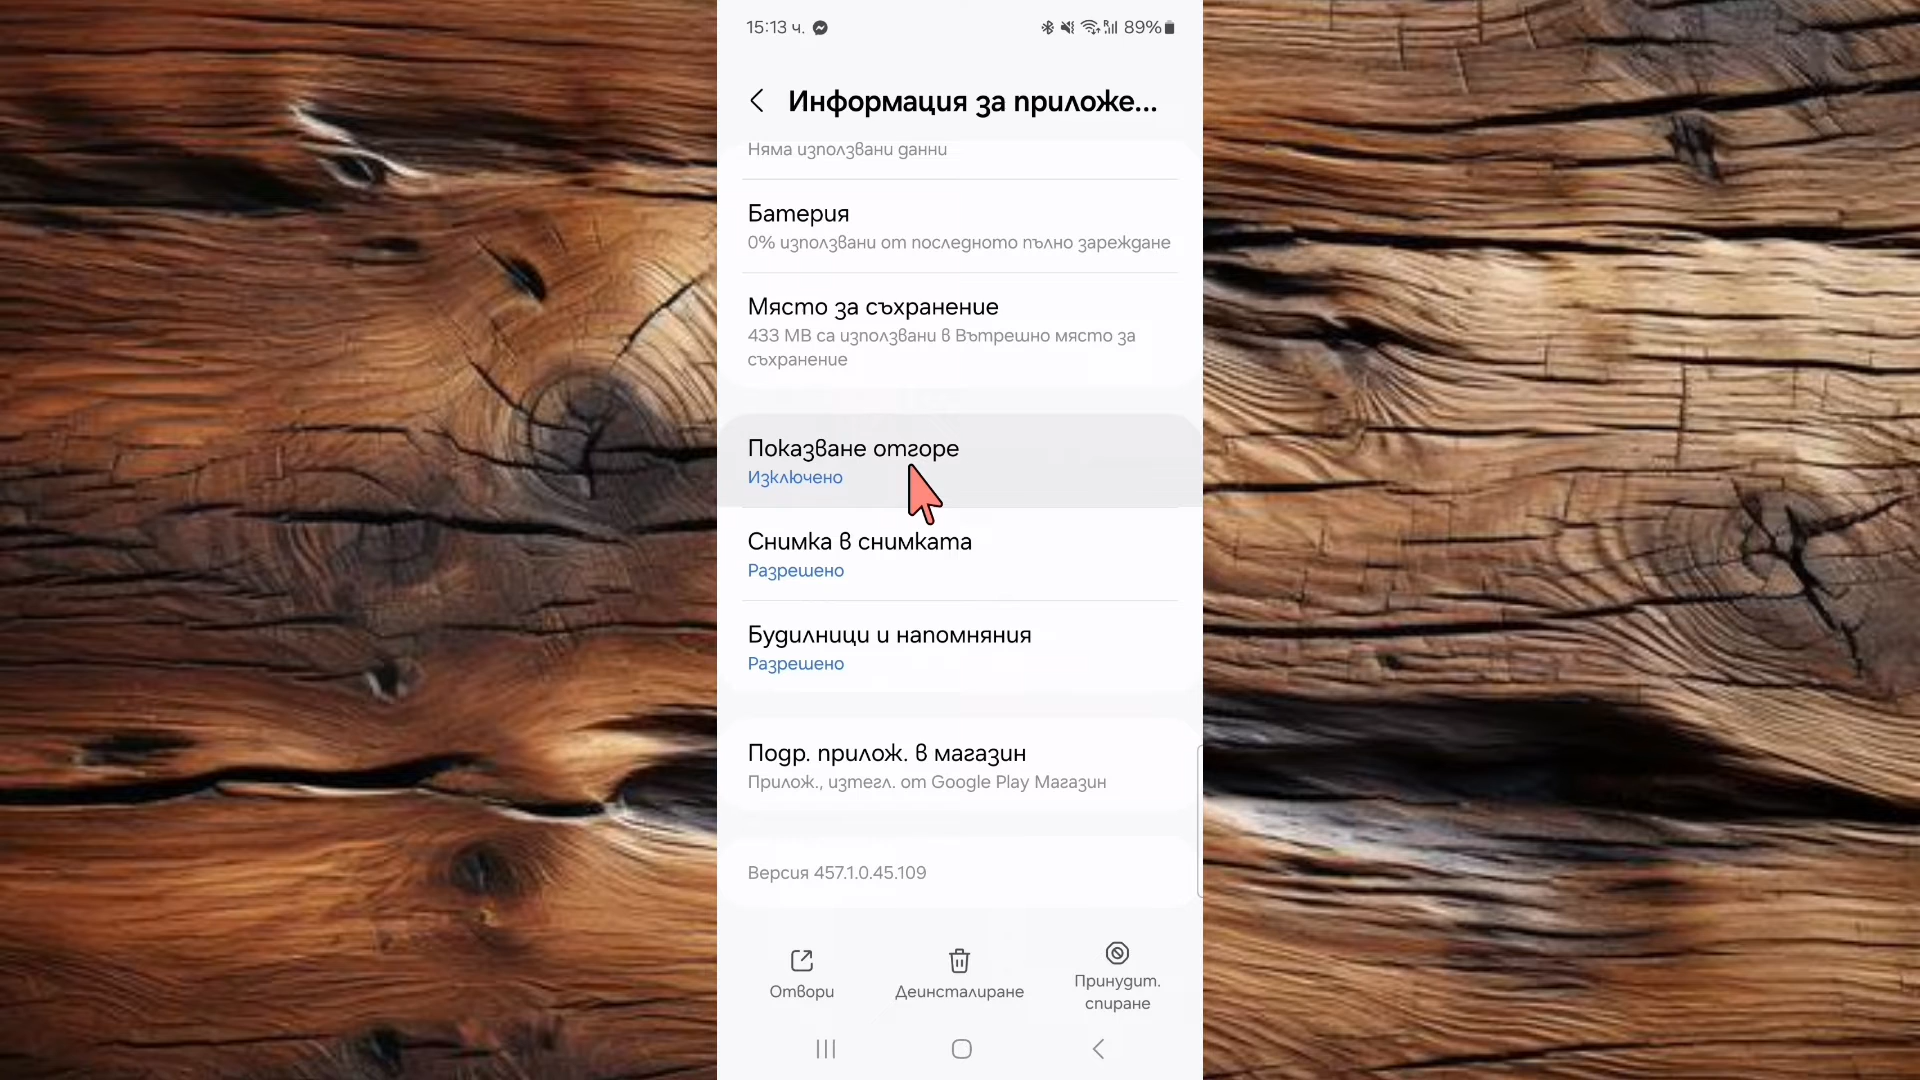 15:13 ч.
89%
Информация за приложе...
Няма използвани данни
Батерия
0% използвани от последното пълно зареждане
Място за съхранение
433 MB са използвани в Вътрешно място за
съхранение
Показване отгоре
Изключено
Снимка в снимката
Разрешено
Будилници и напомняния
Разрешено
Подр. прилож. в магазин
Прилож., изтегл. от Google Play Магазин
Версия 457.1.0.45.109
Отвори
Деинсталиране
Принудит.
спиране